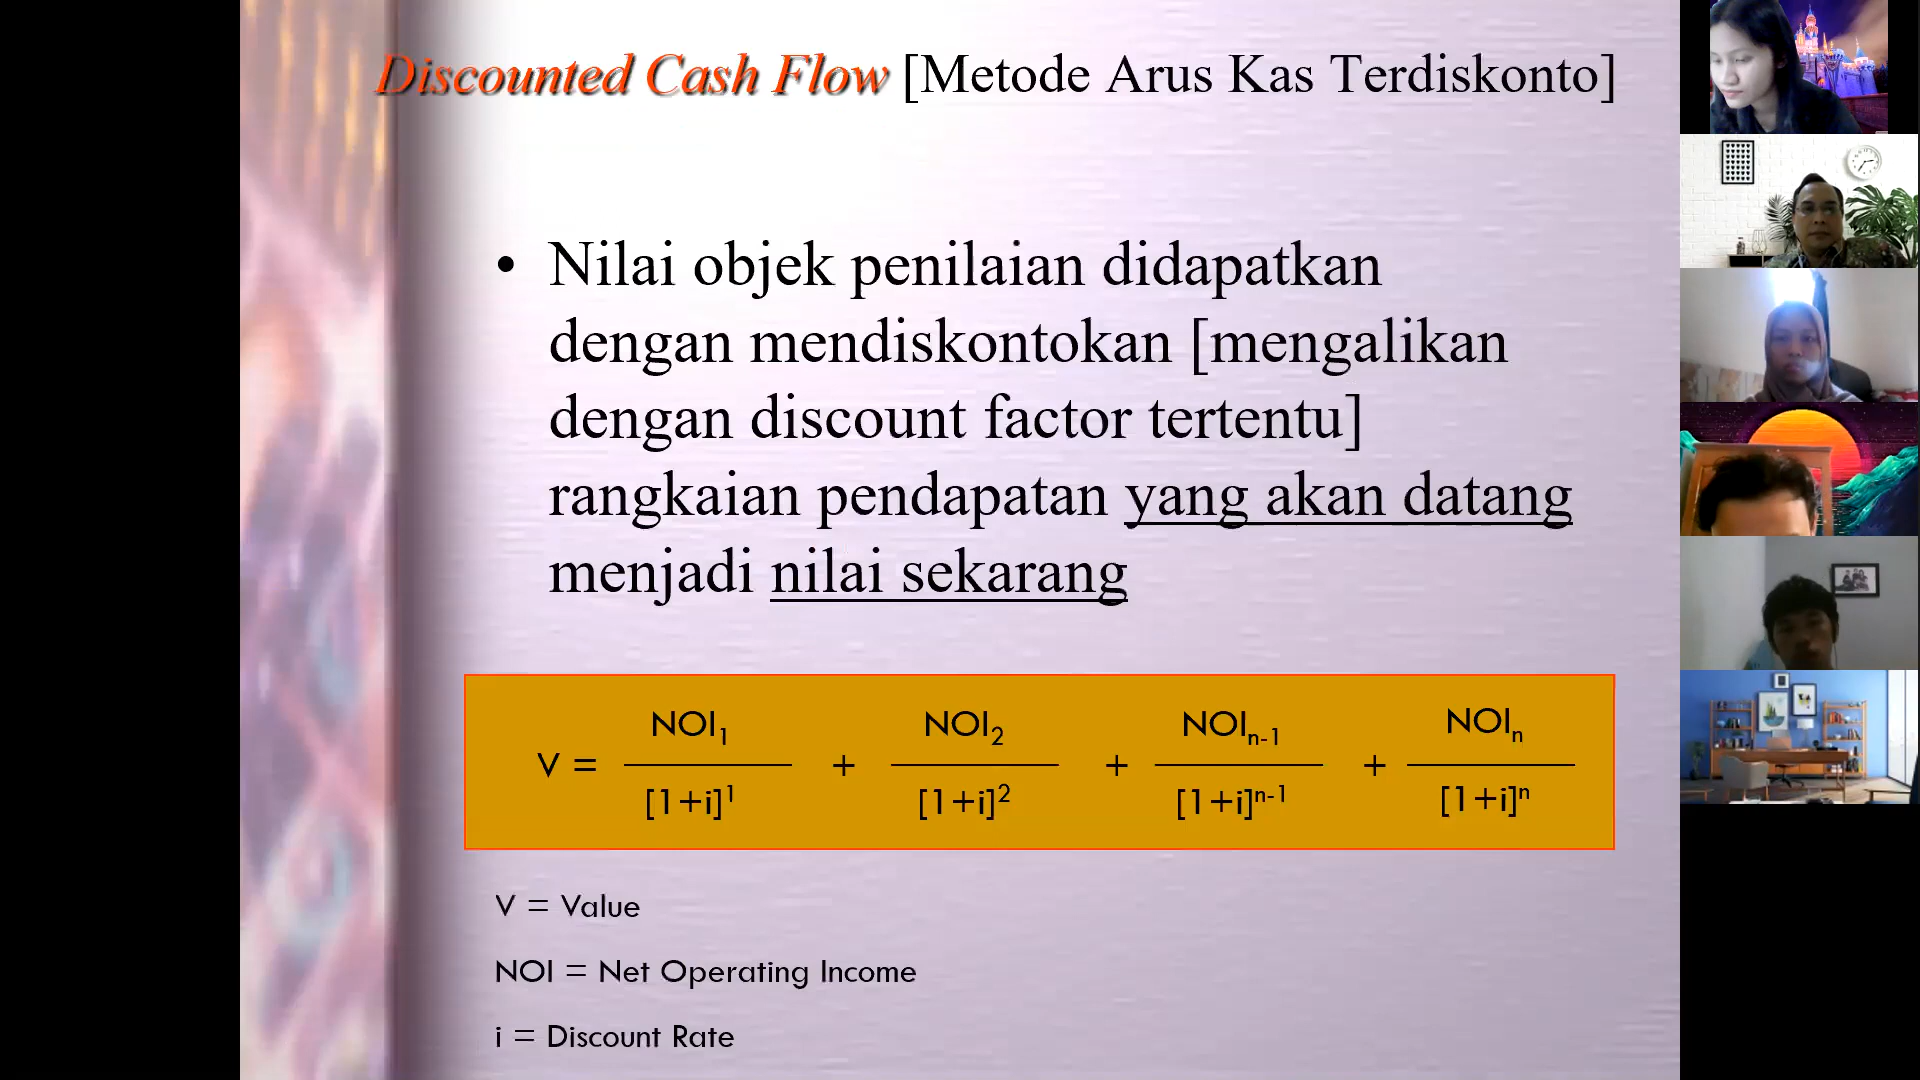 Discounted Cash Flow [Metode Arus Kas Terdiskonto]
• Nilai objek penilaian didapatkan
dengan mendiskontokan [mengalikan
dengan discount factor tertentu]
rangkaian pendapatan yang akan datang
menjadi nilai sekarang
V = NOI₁ / [1+i]¹ + NOI₂ / [1+i]² + NOIₙ₋₁ / [1+i]ⁿ⁻¹ + NOIₙ / [1+i]ⁿ
V = Value
NOI = Net Operating Income
i = Discount Rate